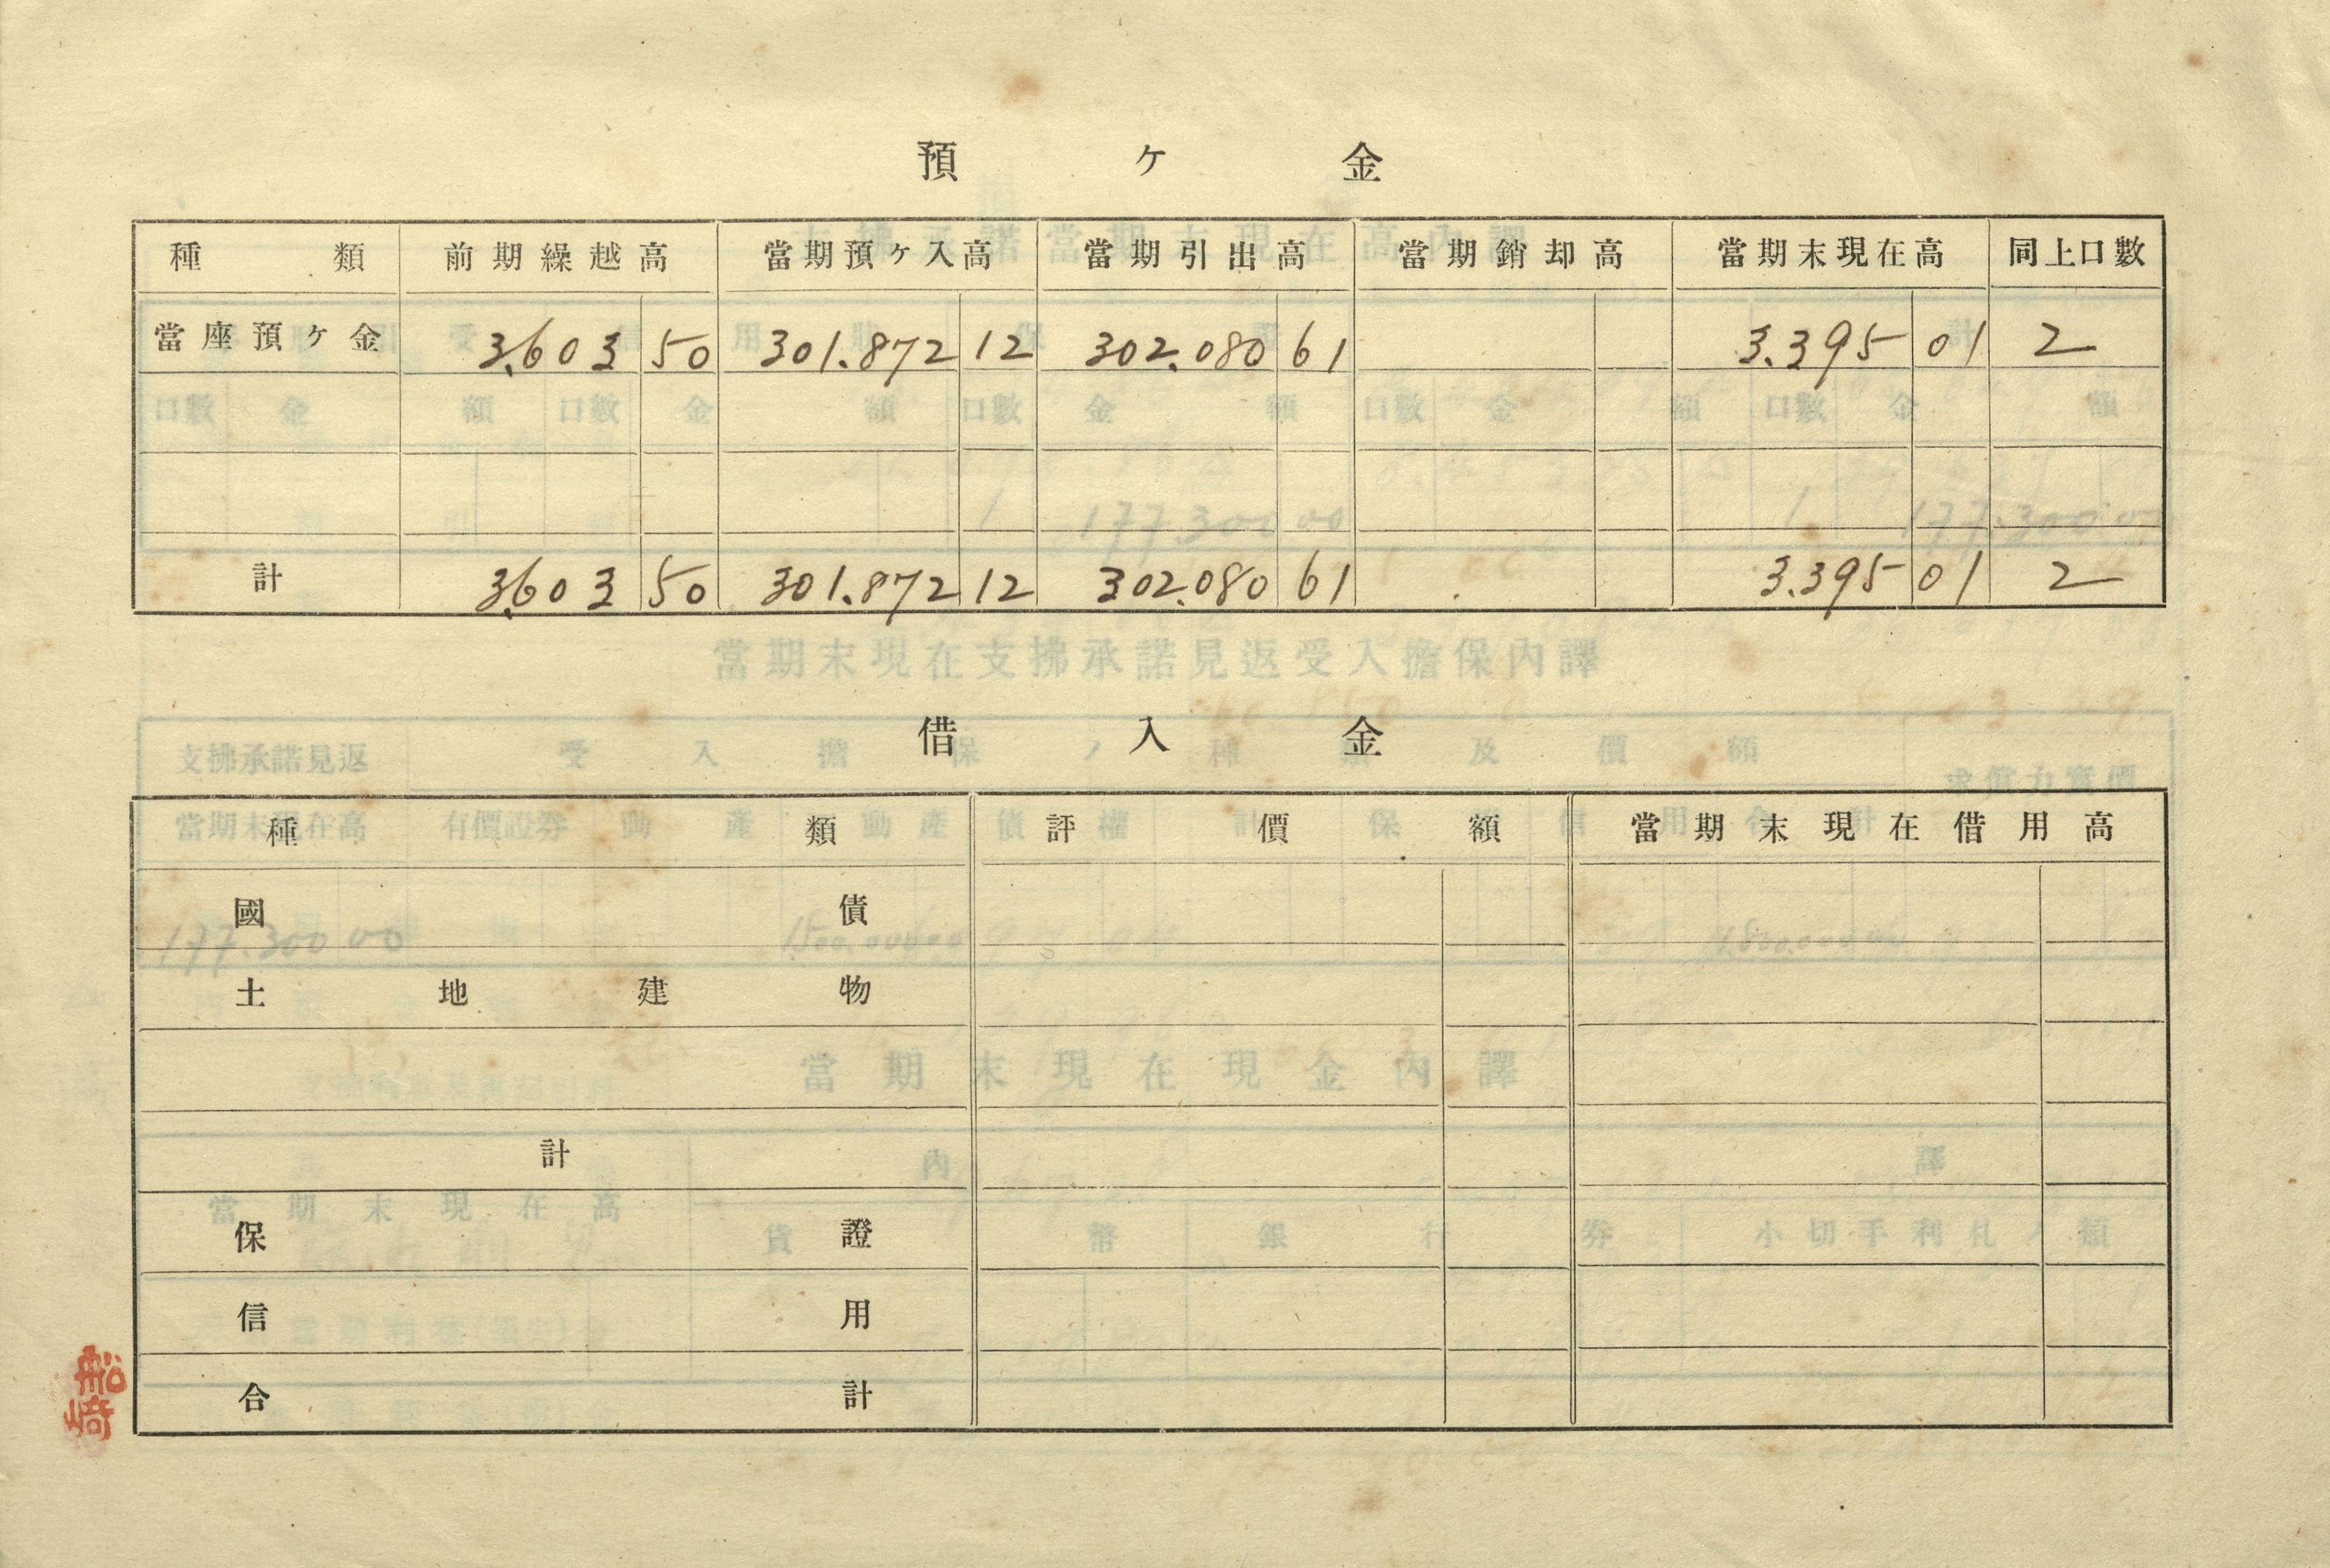 預ケ金
種類 前期繰越高 當期預ケ入高 當期引出高 當期銷却高 當期末現在高 同上口數
當座預ケ金 3.603 50 301.872 12 302.080 61 3.395 01 2
計 3.603 50 301.872 12 302.080 61 3.395 01 2
借入金
種類 評價額 當期末現在借用高
國債
土地建物
計
保證
信用
合計
船崎